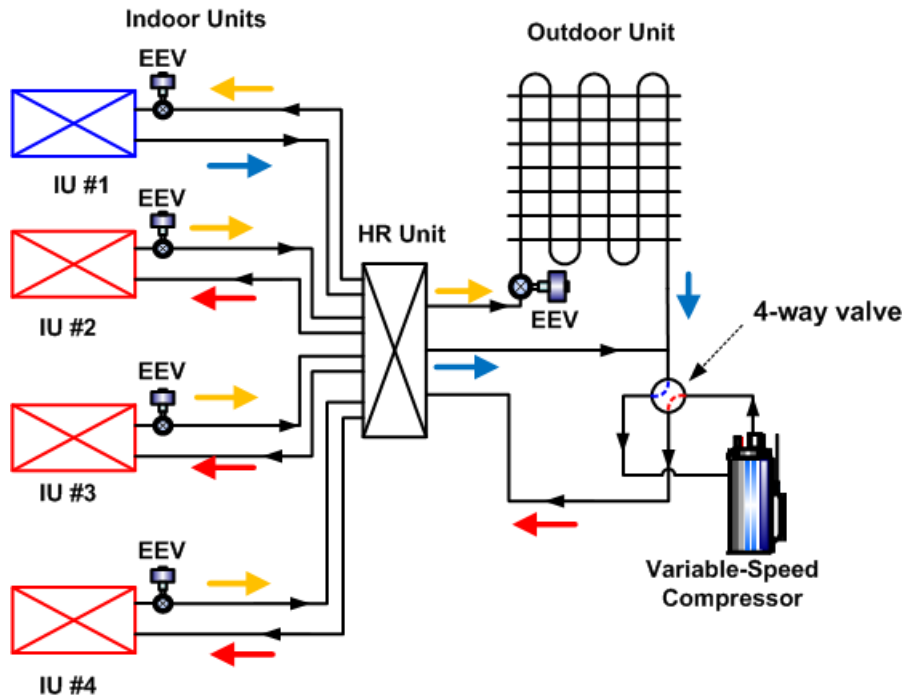 Indoor Units
Outdoor Unit
EEV
IU #1
EEV
HR Unit
IU #2
EEV
4-way valve
EEV
IU #3
EEV
Variable-Speed
Compressor
IU #4